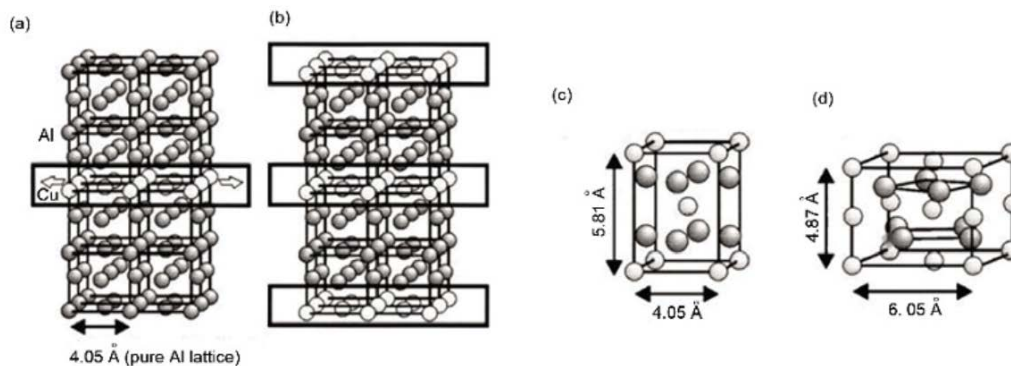 (a)
(b)
(c)
(d)
Al
Cu
4.05 Å (pure Al lattice)
5.81 Å
4.05 Å
4.87 Å
6. 05 Å